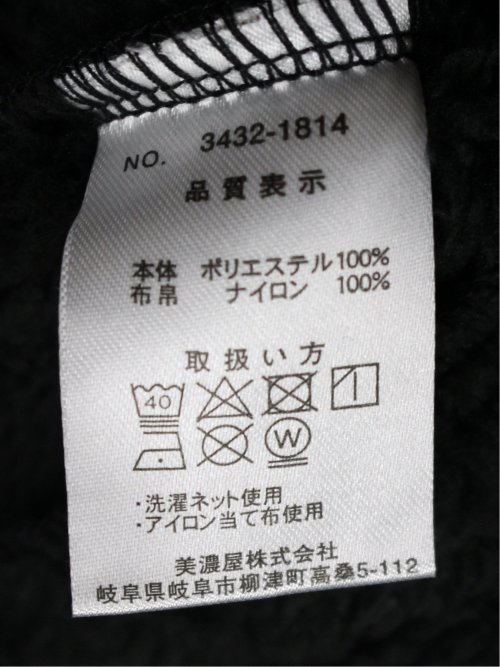 NO. 3432-1814
品質表示
本体 ポリエステル100%
布帛 ナイロン 100%
取扱い方
40
W
・洗濯ネット使用
・アイロン当て布使用
美濃屋株式会社
岐阜県岐阜市柳津町高桑5-112